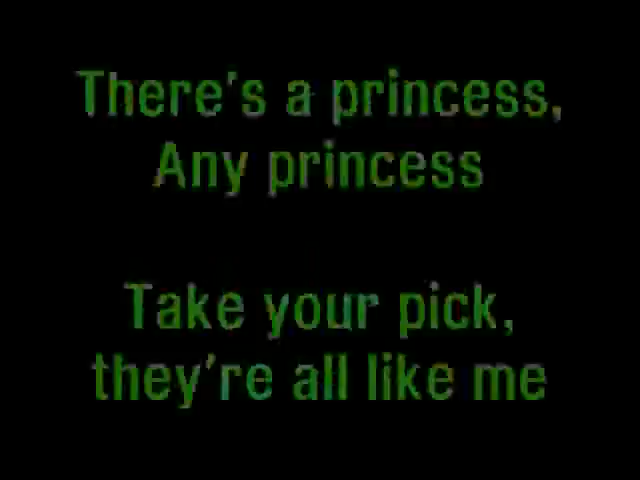 There's a princess,
Any princess
Take your pick,
they're all like me